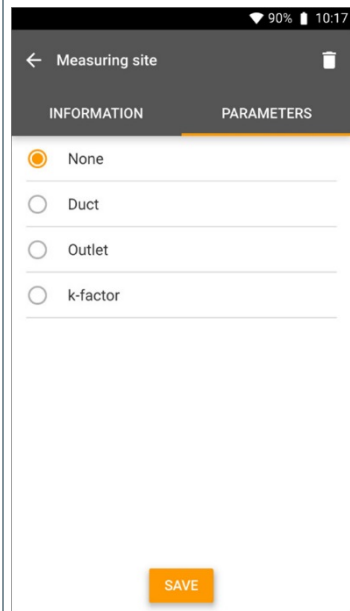 90% 10:17
Measuring site
INFORMATION PARAMETERS
None
Duct
Outlet
k-factor
SAVE